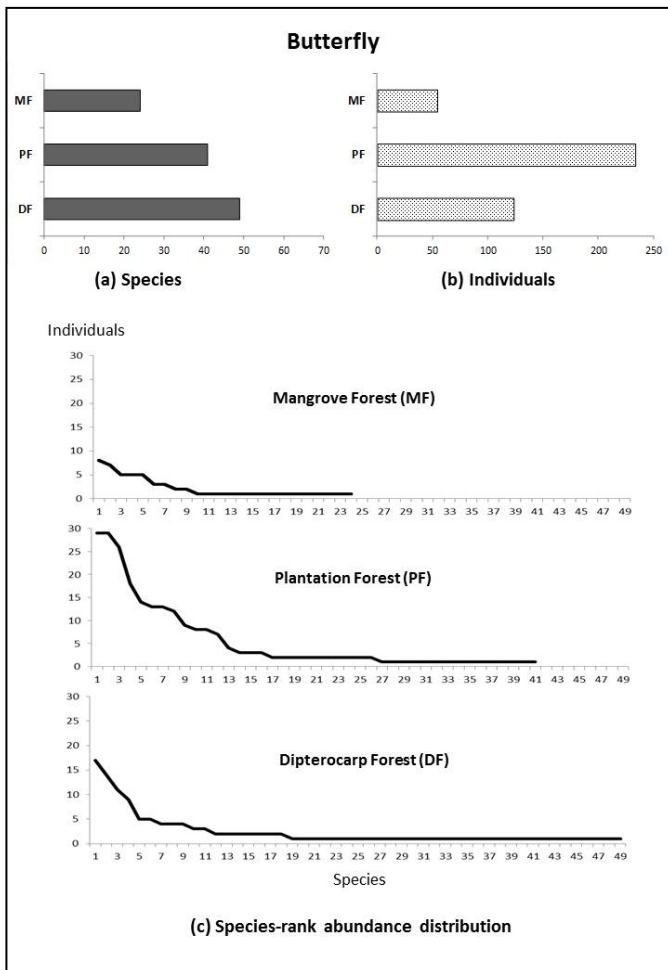 Butterfly
MF
PF
DF
0 10 20 30 40 50 60 70
(a) Species
MF
PF
DF
0 50 100 150 200 250
(b) Individuals
Individuals
30
25
20
15
10
5
0
Mangrove Forest (MF)
1 3 5 7 9 11 13 15 17 19 21 23 25 27 29 31 33 35 37 39 41 43 45 47 49
30
25
20
15
10
5
0
Plantation Forest (PF)
1 3 5 7 9 11 13 15 17 19 21 23 25 27 29 31 33 35 37 39 41 43 45 47 49
30
25
20
15
10
5
0
Dipterocarp Forest (DF)
1 3 5 7 9 11 13 15 17 19 21 23 25 27 29 31 33 35 37 39 41 43 45 47 49
Species
(c) Species-rank abundance distribution